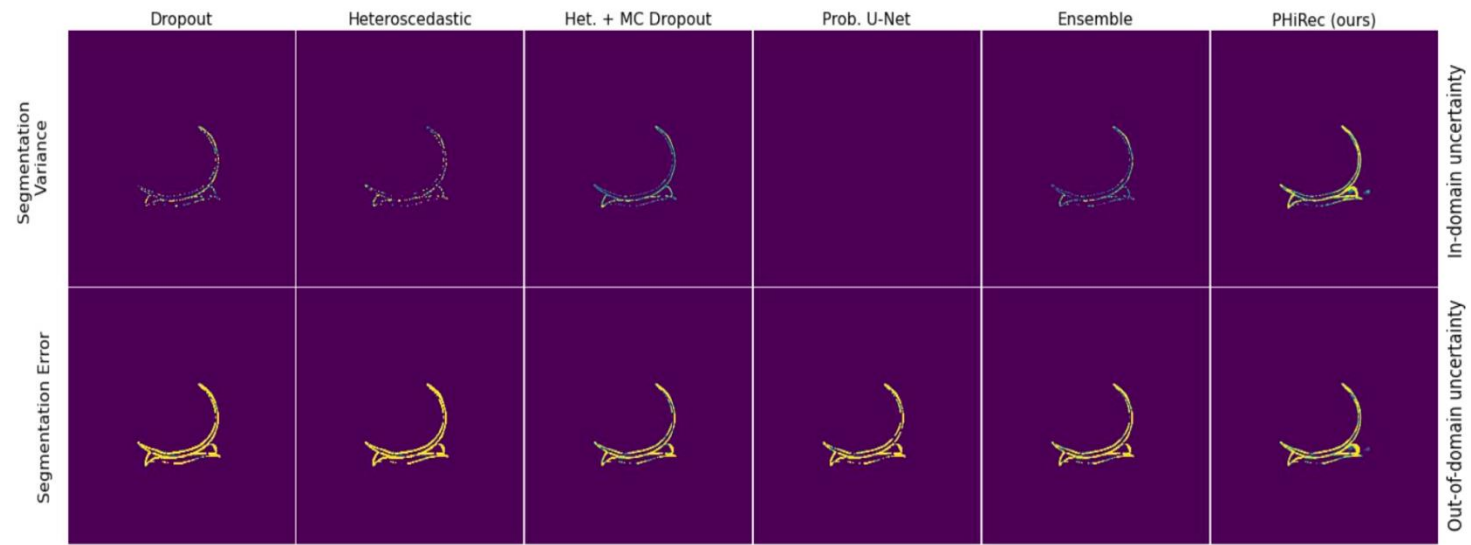 Dropout
Heteroscedastic
Het. + MC Dropout
Prob. U-Net
Ensemble
PHiRec (ours)
Segmentation
Variance
In-domain uncertainty
Segmentation Error
Out-of-domain uncertainty